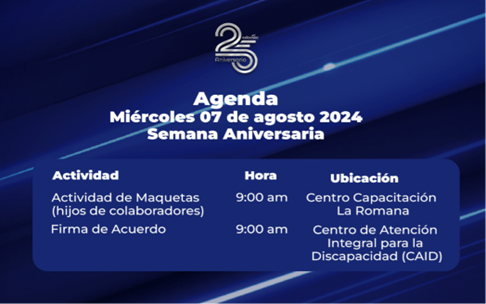 25
Aniversario
Agenda
Miércoles 07 de agosto 2024
Semana Aniversaria
Actividad Hora Ubicación
Actividad de Maquetas 9:00 am Centro Capacitación
(hijos de colaboradores) La Romana
Firma de Acuerdo 9:00 am Centro de Atención
Integral para la
Discapacidad (CAID)